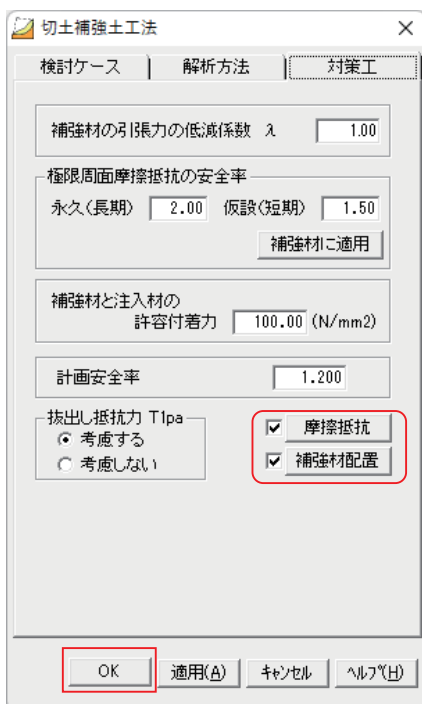 切土補強土工法
検討ケース 解析方法 対策工
補強材の引張力の低減係数 λ 1.00
極限周面摩擦抵抗の安全率
永久(長期) 2.00 仮設(短期) 1.50
補強材に適用
補強材と注入材の
許容付着力 100.00 (N/mm2)
計画安全率 1.200
抜出し抵抗力 T1pa
考慮する
考慮しない
摩擦抵抗
補強材配置
OK 適用(A) キャンセル ヘルプ(H)